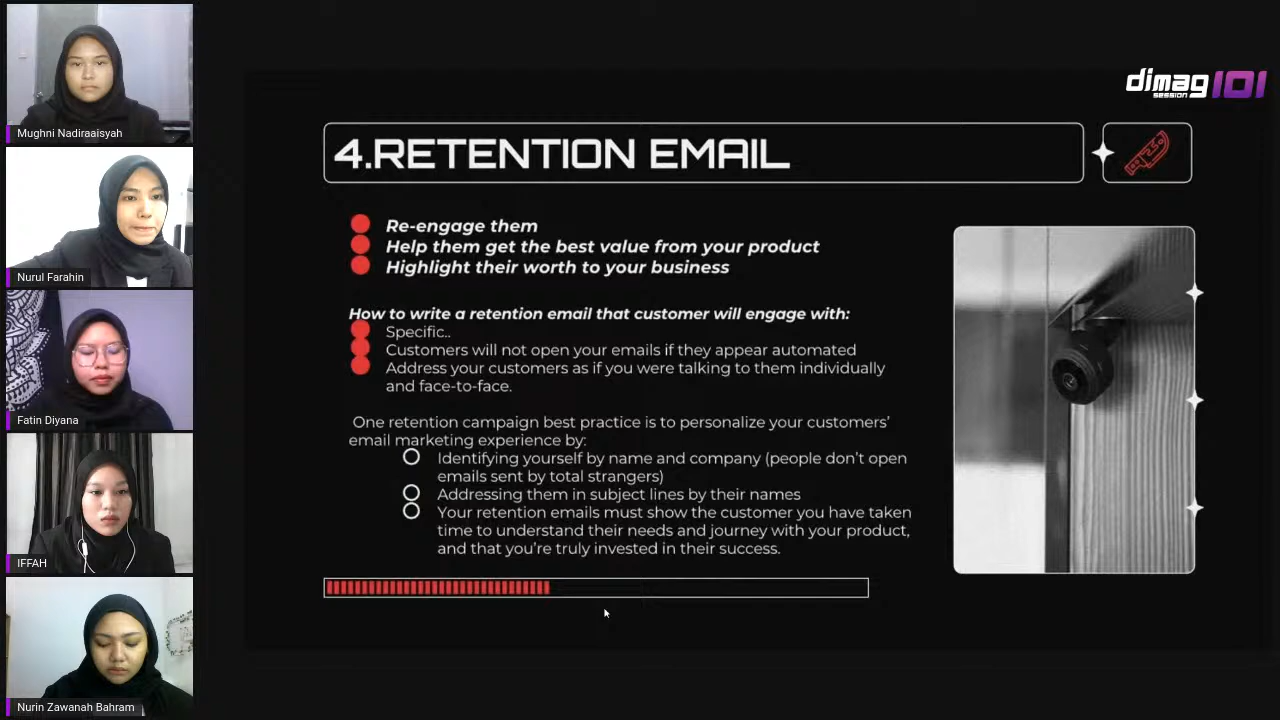 Mughni Nadiraaisyah
Nurul Farahin
Fatin Diyana
IFFAH
Nurin Zawanah Bahram
dimag 101
SESSION
4.RETENTION EMAIL
Re-engage them
Help them get the best value from your product
Highlight their worth to your business
How to write a retention email that customer will engage with:
Specific..
Customers will not open your emails if they appear automated
Address your customers as if you were talking to them individually
and face-to-face.
One retention campaign best practice is to personalize your customers’
email marketing experience by:
Identifying yourself by name and company (people don’t open
emails sent by total strangers)
Addressing them in subject lines by their names
Your retention emails must show the customer you have taken
time to understand their needs and journey with your product,
and that you’re truly invested in their success.